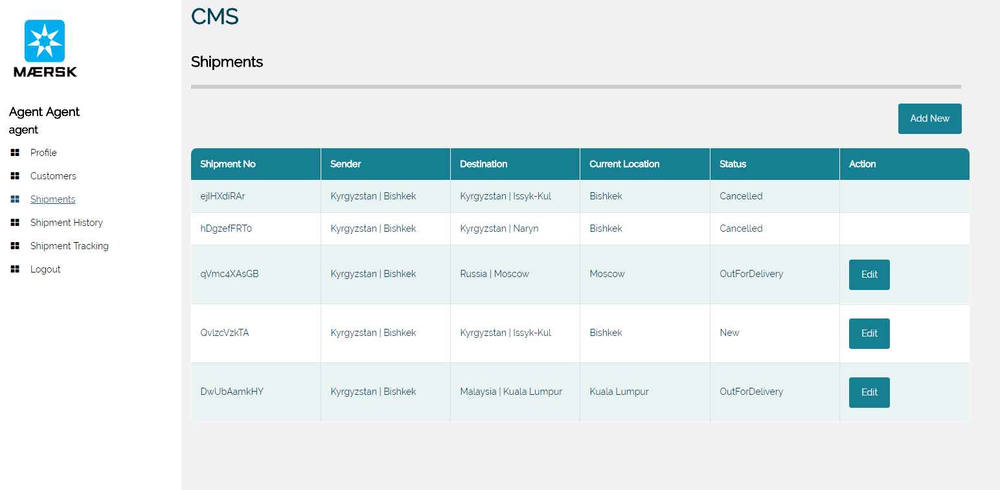 CMS
MÆRSK
Shipments
Agent Agent
agent
Profile
Customers
Shipments
Shipment History
Shipment Tracking
Logout
Add New
Shipment No Sender Destination Current Location Status Action
ejIHXdiRAr Kyrgyzstan | Bishkek Kyrgyzstan | Issyk-Kul Bishkek Cancelled
hDgzefFRT0 Kyrgyzstan | Bishkek Kyrgyzstan | Naryn Bishkek Cancelled
qVmc4XAsGB Kyrgyzstan | Bishkek Russia | Moscow Moscow OutForDelivery Edit
QvlzcVzkTA Kyrgyzstan | Bishkek Kyrgyzstan | Issyk-Kul Bishkek New Edit
DwUbAamkHY Kyrgyzstan | Bishkek Malaysia | Kuala Lumpur Kuala Lumpur OutForDelivery Edit